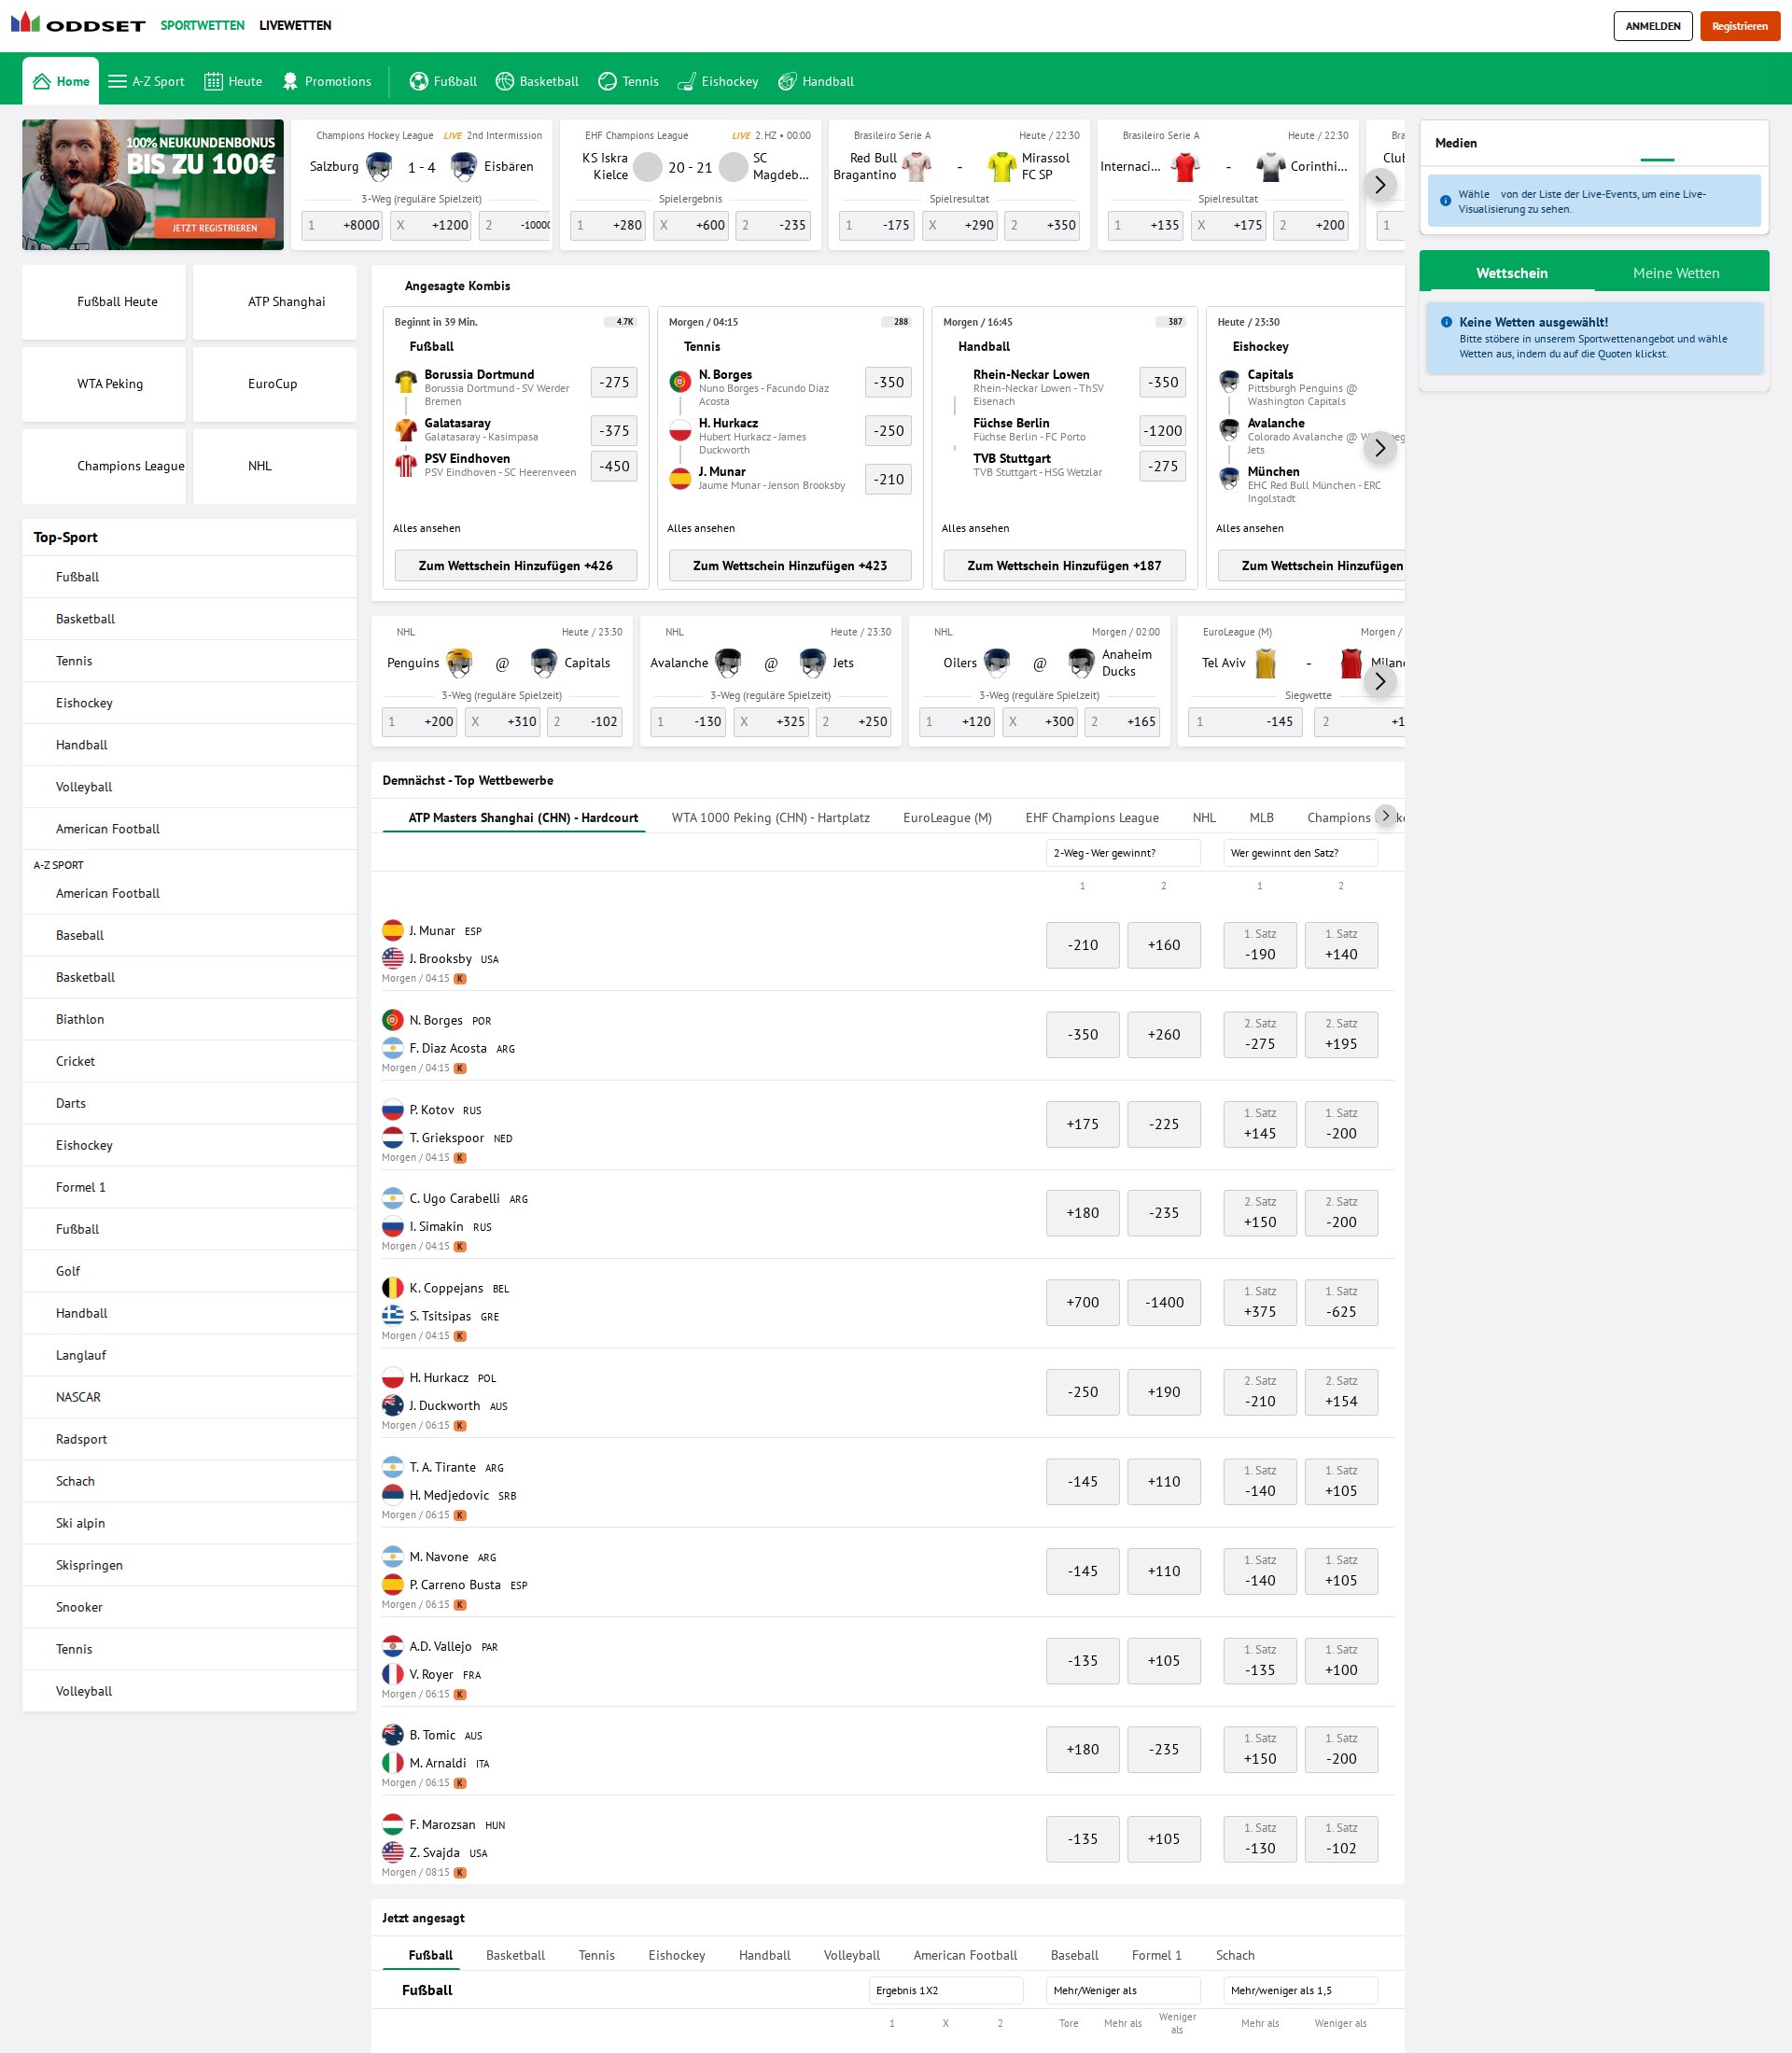 ODDSET SPORTWETTEN LIVEWETTEN ANMELDEN Registrieren
Home A-Z Sport Heute Promotions Fußball Basketball Tennis Eishockey Handball
100% NEUKUNDENBONUS
BIS ZU 100€
JETZT REGISTRIEREN
Champions Hockey League LIVE 2nd Intermission
Salzburg 1 - 4 Eisbären
3-Weg (reguläre Spielzeit)
1 +8000 X +1200 2 -10000
EHF Champions League LIVE 2. HZ • 00:00
KS Iskra Kielce 20 - 21 SC Magdeb...
Spielergebnis
1 +280 X +600 2 -235
Brasileiro Serie A Heute / 22:30
Red Bull Bragantino - Mirassol FC SP
Spielresultat
1 -175 X +290 2 +350
Brasileiro Serie A Heute / 22:30
Internaci... - Corinthi...
Spielresultat
1 +135 X +175 2 +200
Bra
Club
1
Medien
Wähle von der Liste der Live-Events, um eine Live-
Visualisierung zu sehen.
Wettschein Meine Wetten
Keine Wetten ausgewählt!
Bitte stöbere in unserem Sportwettenangebot und wähle
Wetten aus, indem du auf die Quoten klickst.
Fußball Heute ATP Shanghai
WTA Peking EuroCup
Champions League NHL
Top-Sport
Fußball
Basketball
Tennis
Eishockey
Handball
Volleyball
American Football
A-Z SPORT
American Football
Baseball
Basketball
Biathlon
Cricket
Darts
Eishockey
Formel 1
Fußball
Golf
Handball
Langlauf
NASCAR
Radsport
Schach
Ski alpin
Skispringen
Snooker
Tennis
Volleyball
Angesagte Kombis
Beginnt in 39 Min. 4.7K
Fußball
Borussia Dortmund -275
Borussia Dortmund - SV Werder
Bremen
Galatasaray -375
Galatasaray - Kasimpasa
PSV Eindhoven -450
PSV Eindhoven - SC Heerenveen
Alles ansehen
Zum Wettschein Hinzufügen +426
Morgen / 04:15 288
Tennis
N. Borges -350
Nuno Borges - Facundo Diaz
Acosta
H. Hurkacz -250
Hubert Hurkacz - James
Duckworth
J. Munar -210
Jaume Munar - Jenson Brooksby
Alles ansehen
Zum Wettschein Hinzufügen +423
Morgen / 16:45 387
Handball
Rhein-Neckar Lowen -350
Rhein-Neckar Lowen - ThSV
Eisenach
Füchse Berlin -1200
Füchse Berlin - FC Porto
TVB Stuttgart -275
TVB Stuttgart - HSG Wetzlar
Alles ansehen
Zum Wettschein Hinzufügen +187
Heute / 23:30
Eishockey
Capitals
Pittsburgh Penguins @
Washington Capitals
Avalanche
Colorado Avalanche @
Jets
München
EHC Red Bull München - ERC
Ingolstadt
Alles ansehen
Zum Wettschein Hinzufügen
NHL Heute / 23:30
Penguins @ Capitals
3-Weg (reguläre Spielzeit)
1 +200 X +310 2 -102
NHL Heute / 23:30
Avalanche @ Jets
3-Weg (reguläre Spielzeit)
1 -130 X +325 2 +250
NHL Morgen / 02:00
Oilers @ Anaheim Ducks
3-Weg (reguläre Spielzeit)
1 +120 X +300 2 +165
EuroLeague (M) Morgen /
Tel Aviv - Milan
Siegwette
1 -145 2 +1
Demnächst - Top Wettbewerbe
ATP Masters Shanghai (CHN) - Hardcourt WTA 1000 Peking (CHN) - Hartplatz EuroLeague (M) EHF Champions League NHL MLB Champions
2-Weg - Wer gewinnt? Wer gewinnt den Satz?
1 2 1 2
J. Munar ESP
J. Brooksby USA
Morgen / 04:15 K
-210 +160 1. Satz -190 1. Satz +140
N. Borges POR
F. Diaz Acosta ARG
Morgen / 04:15 K
-350 +260 2. Satz -275 2. Satz +195
P. Kotov RUS
T. Griekspoor NED
Morgen / 04:15 K
+175 -225 1. Satz +145 1. Satz -200
C. Ugo Carabelli ARG
I. Simakin RUS
Morgen / 04:15 K
+180 -235 2. Satz +150 2. Satz -200
K. Coppejans BEL
S. Tsitsipas GRE
Morgen / 04:15 K
+700 -1400 1. Satz +375 1. Satz -625
H. Hurkacz POL
J. Duckworth AUS
Morgen / 06:15 K
-250 +190 2. Satz -210 2. Satz +154
T. A. Tirante ARG
H. Medjedovic SRB
Morgen / 06:15 K
-145 +110 1. Satz -140 1. Satz +105
M. Navone ARG
P. Carreno Busta ESP
Morgen / 06:15 K
-145 +110 1. Satz -140 1. Satz +105
A.D. Vallejo PAR
V. Royer FRA
Morgen / 06:15 K
-135 +105 1. Satz -135 1. Satz +100
B. Tomic AUS
M. Arnaldi ITA
Morgen / 06:15 K
+180 -235 1. Satz +150 1. Satz -200
F. Marozsan HUN
Z. Svajda USA
Morgen / 08:15 K
-135 +105 1. Satz -130 1. Satz -102
Jetzt angesagt
Fußball Basketball Tennis Eishockey Handball Volleyball American Football Baseball Formel 1 Schach
Fußball Ergebnis 1X2 Mehr/Weniger als Mehr/weniger als 1,5
1 X 2 Tore Mehr als Weniger als Mehr als Weniger als